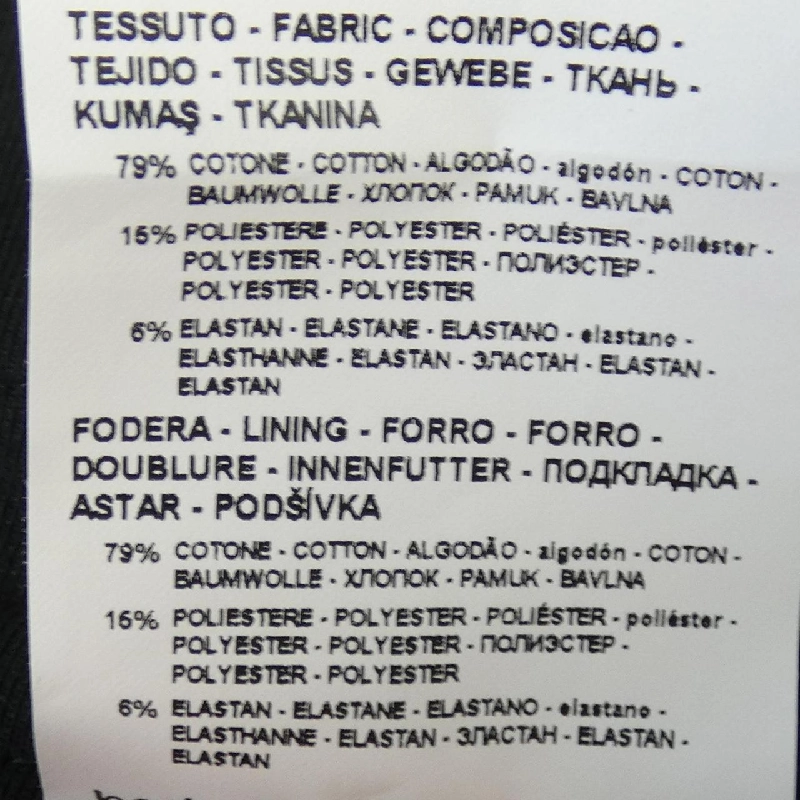 TESSUTO - FABRIC - COMPOSICAO -
TEJIDO - TISSUS - GEWEBE - ТКАНЬ -
KUMAŞ - TKANINA
79% COTONE - COTTON - ALGODÃO - algodón - COTON -
BAUMWOLLE - ХЛОПОК - PAMUK - BAVLNA
15% POLIESTERE - POLYESTER - POLIÉSTER - poliéster -
POLYESTER - POLYESTER - ПОЛИЭСТЕР -
POLYESTER - POLYESTER
6% ELASTAN - ELASTANE - ELASTANO - elastano -
ELASTHANNE - ELASTAN - ЭЛАСТАН - ELASTAN -
ELASTAN
FODERA - LINING - FORRO - FORRO -
DOUBLURE - INNENFUTTER - ПОДКЛАДКА -
ASTAR - PODŠÍVKA
79% COTONE - COTTON - ALGODÃO - algodón - COTON -
BAUMWOLLE - ХЛОПОК - PAMUK - BAVLNA
15% POLIESTERE - POLYESTER - POLIÉSTER - poliéster -
POLYESTER - POLYESTER - ПОЛИЭСТЕР -
POLYESTER - POLYESTER
6% ELASTAN - ELASTANE - ELASTANO - elastano -
ELASTHANNE - ELASTAN - ЭЛАСТАН - ELASTAN -
ELASTAN